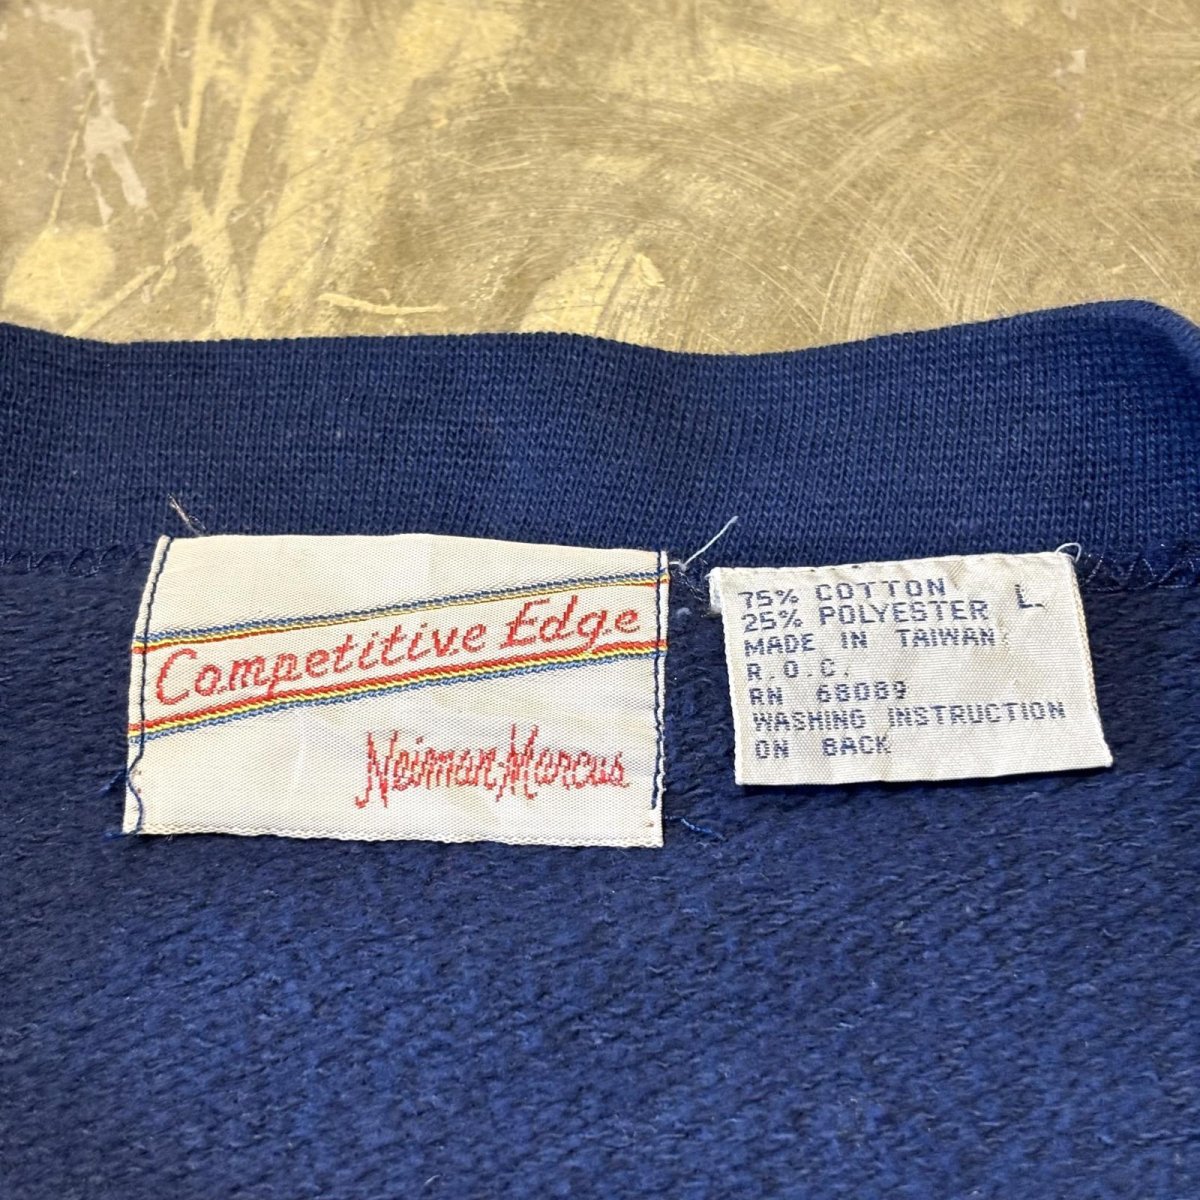 Competitive Edge
Neiman-Marcus
75% COTTON L.
25% POLYESTER
MADE IN TAIWAN
R.O.C.
RN 68089
WASHING INSTRUCTION
ON BACK